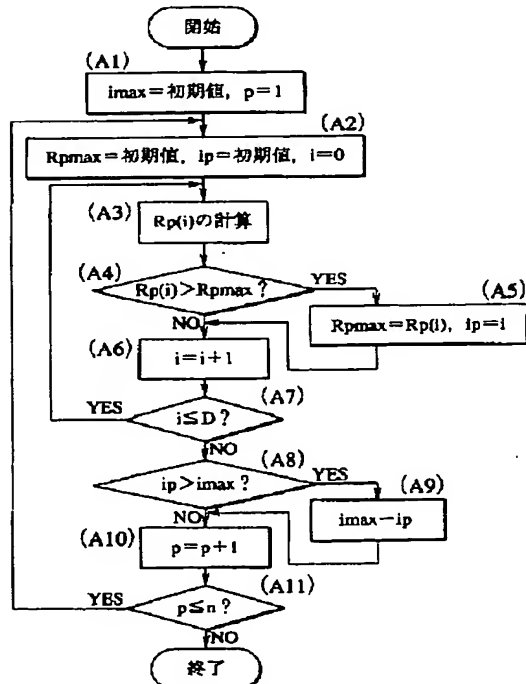 開始
(A1)
imax=初期値, p=1
(A2)
Rpmax=初期値, ip=初期値, i=0
(A3)
Rp(i)の計算
(A4)
Rp(i)>Rpmax?
YES
(A5)
NO
Rpmax=Rp(i), ip=i
(A6)
i=i+1
(A7)
YES
i≦D?
NO
(A8)
ip>imax?
YES
(A9)
NO
imax-ip
(A10)
p=p+1
(A11)
YES
p≦n?
NO
終了